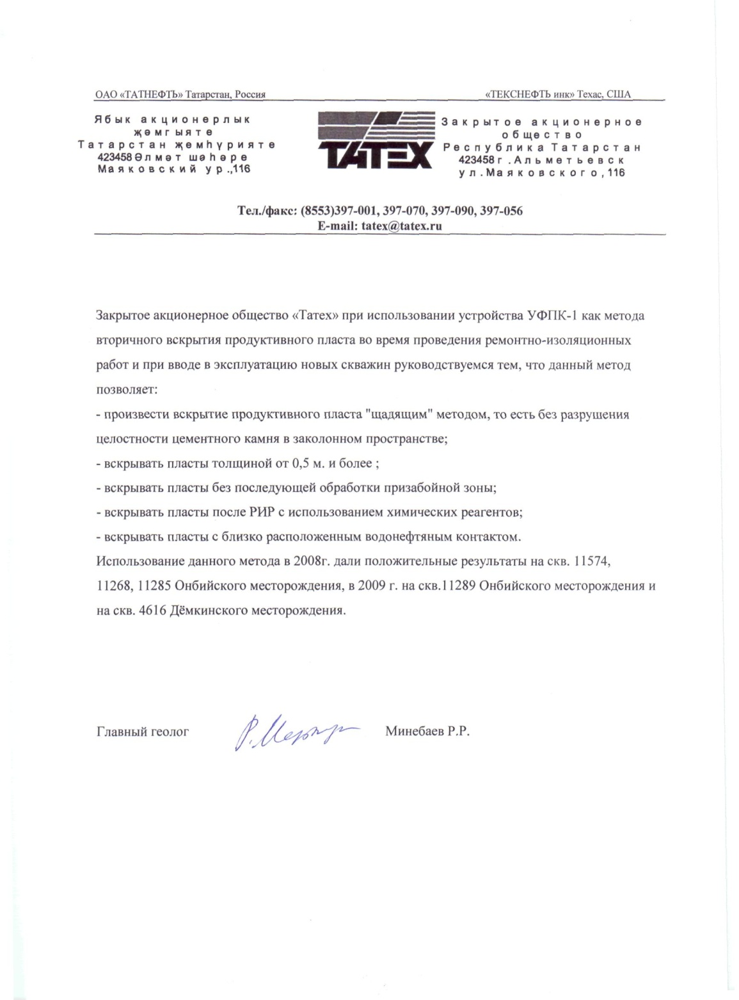 ОАО «ТАТНЕФТЬ» Татарстан, Россия
«ТЕКСНЕФТЬ инк» Техас, США
Ябык акционерлык
җәмгыяте
Татарстан җөмһүрияте
423458 Өлмәт шәһәре
Маяковский ур.,116
TATEX
Закрытое акционерное
общество
Республика Татарстан
423458 г.Альметьевск
ул.Маяковского,116
Тел./факс: (8553)397-001, 397-070, 397-090, 397-056
E-mail: tatex@tatex.ru
Закрытое акционерное общество «Татех» при использовании устройства УФПК-1 как метода
вторичного вскрытия продуктивного пласта во время проведения ремонтно-изоляционных
работ и при вводе в эксплуатацию новых скважин руководствуемся тем, что данный метод
позволяет:
- произвести вскрытие продуктивного пласта "щадящим" методом, то есть без разрушения
целостности цементного камня в заколонном пространстве;
- вскрывать пласты толщиной от 0,5 м. и более ;
- вскрывать пласты без последующей обработки призабойной зоны;
- вскрывать пласты после РИР с использованием химических реагентов;
- вскрывать пласты с близко расположенным водонефтяным контактом.
Использование данного метода в 2008г. дали положительные результаты на скв. 11574,
11268, 11285 Онбийского месторождения, в 2009 г. на скв.11289 Онбийского месторождения и
на скв. 4616 Дёмкинского месторождения.
Главный геолог
Минебаев Р.Р.